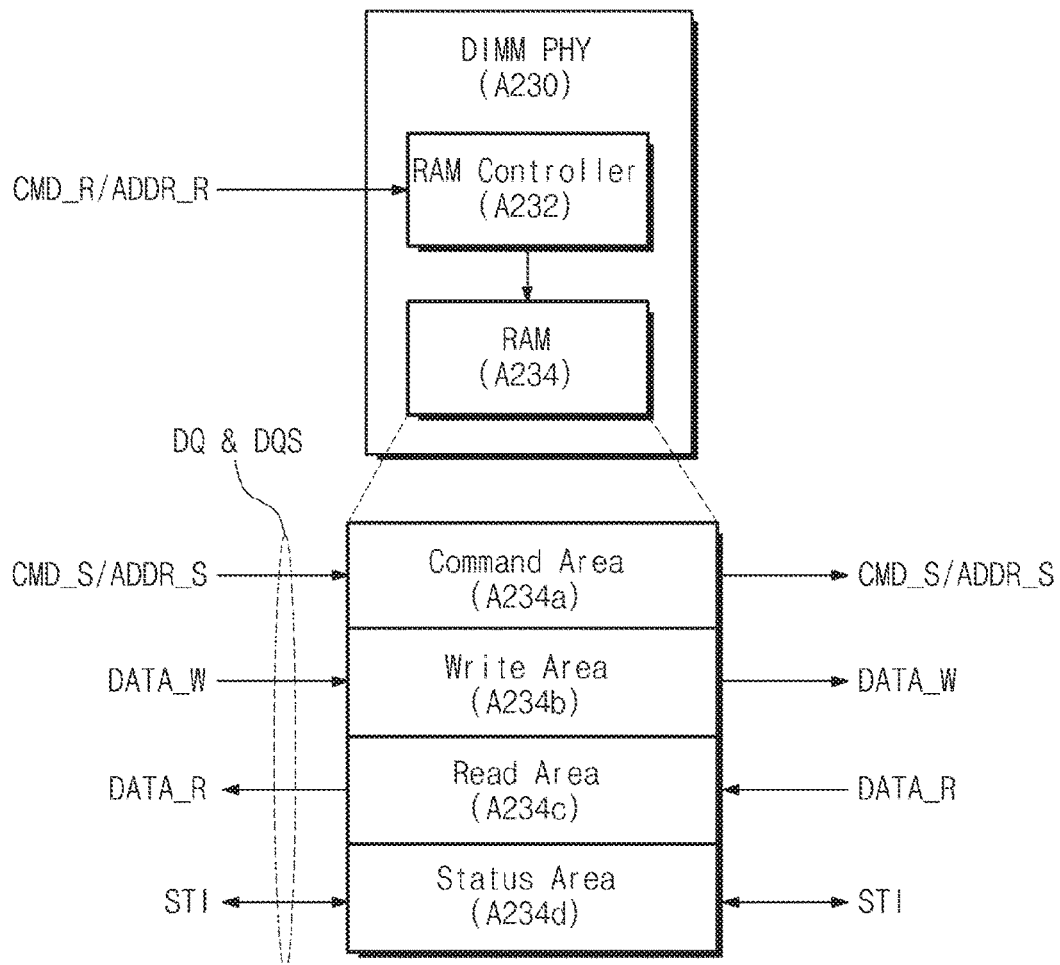 DIMM PHY
(A230)
CMD_R/ADDR_R
RAM Controller
(A232)
RAM
(A234)
DQ & DQS
CMD_S/ADDR_S
Command Area
(A234a)
CMD_S/ADDR_S
DATA_W
Write Area
(A234b)
DATA_W
DATA_R
Read Area
(A234c)
DATA_R
STI
Status Area
(A234d)
STI